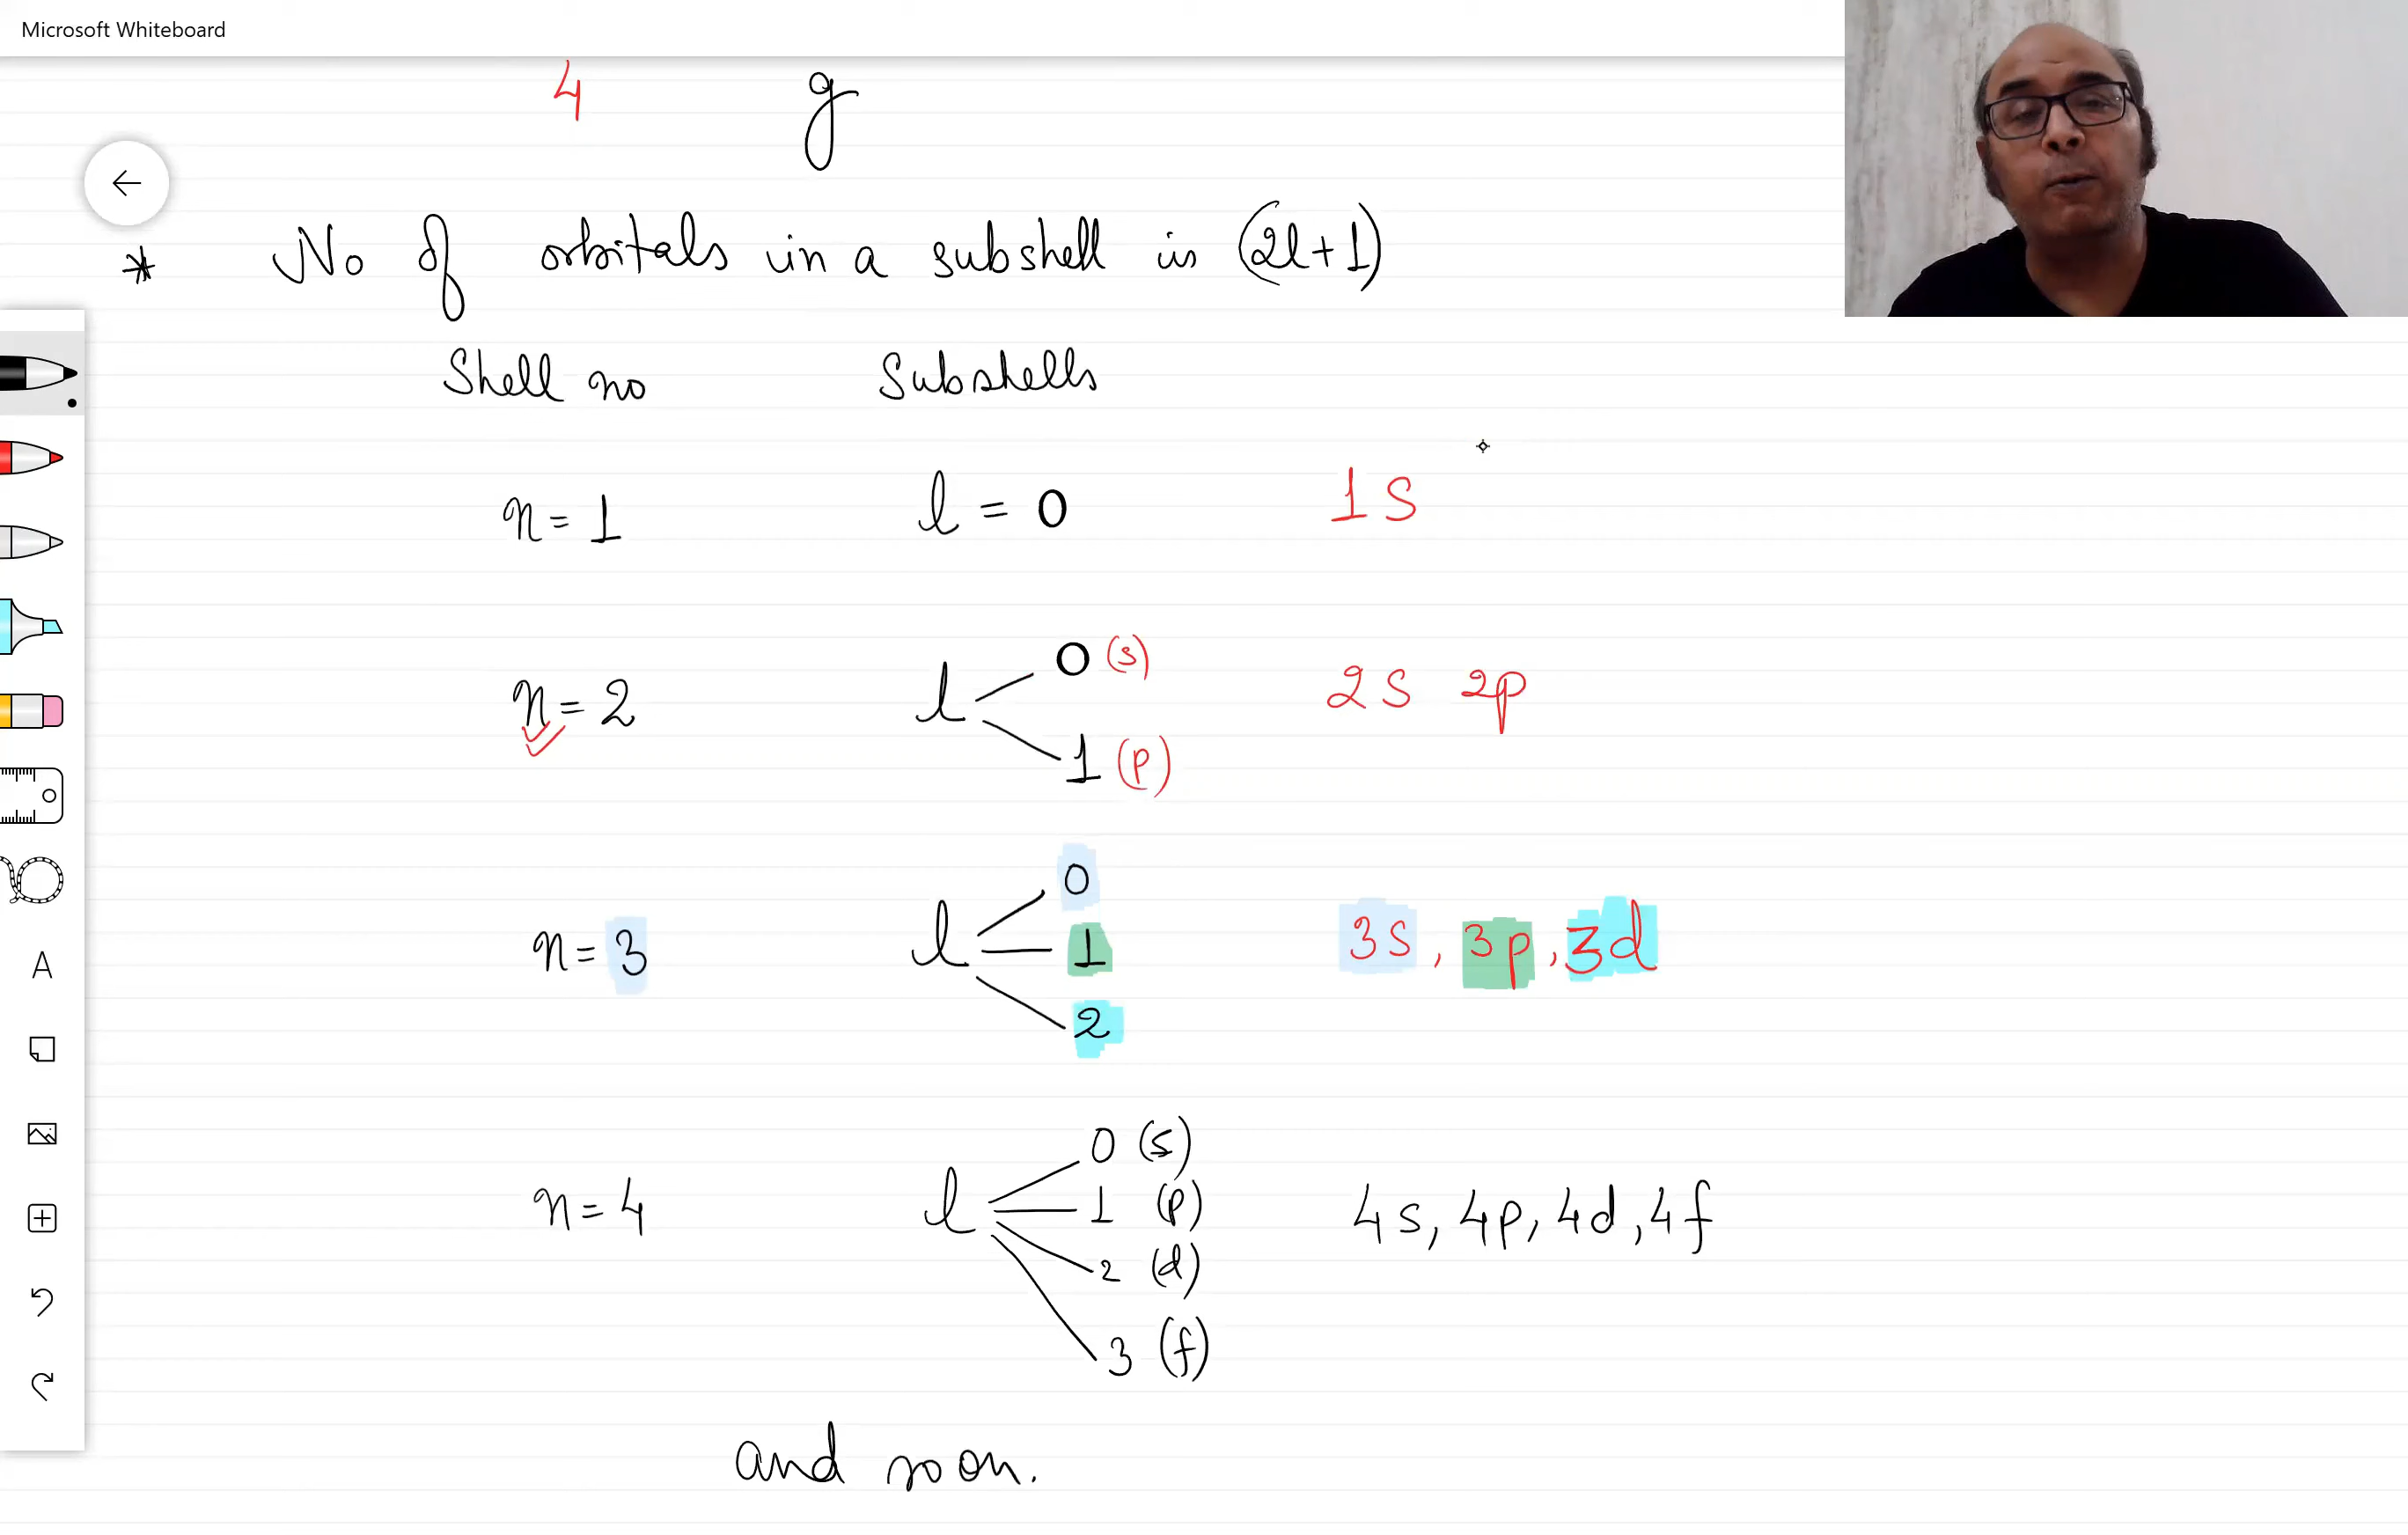 Microsoft Whiteboard
4 g
* No of orbitals in a subshell is (2l+1)
Shell no Subshells
n = 1 l = 0 1s
n = 2 l 0 (s) 2s 2p
1 (p)
0
n = 3 l 1 3s, 3p, 3d
2
0 (s)
n = 4 l 1 (p) 4s, 4p, 4d, 4f
2 (d)
3 (f)
and so on.
A